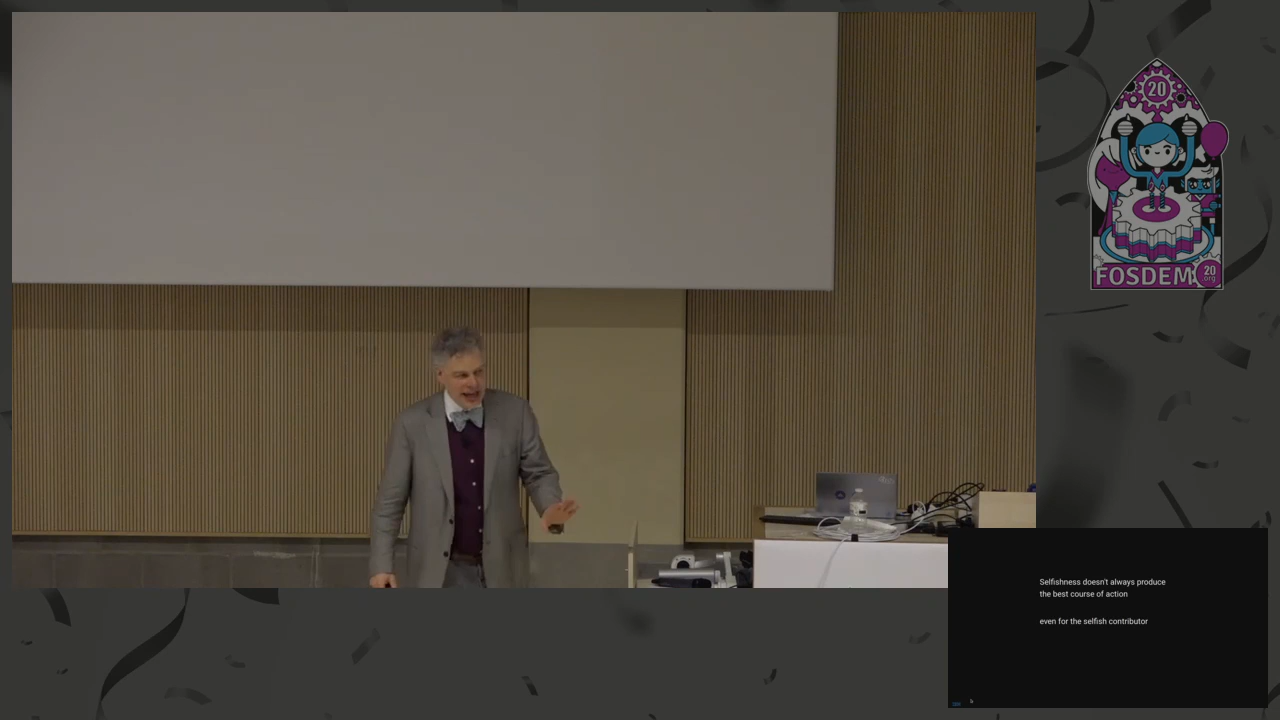 20
FOSDEM
20
org
Selfishness doesn't always produce
the best course of action
even for the selfish contributor